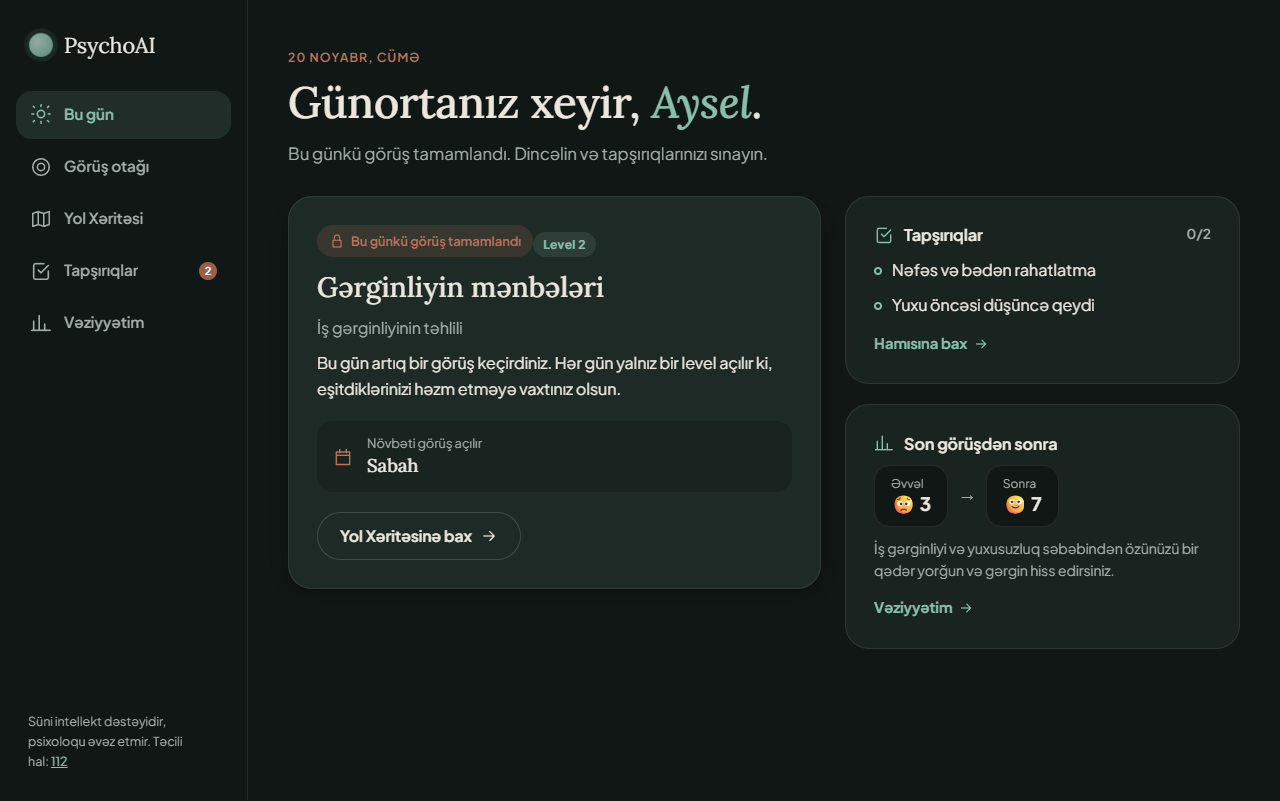 PsychoAI
Bu gün
Görüş otağı
Yol Xəritəsi
Tapşırıqlar 2
Vəziyyətim
Süni intellekt dəstəyidir,
psixoloqu əvəz etmir. Təcili
hal: 112
20 NOYABR, CÜMƏ
Günortanız xeyir, Aysel.
Bu günkü görüş tamamlandı. Dincəlin və tapşırıqlarınızı sınayın.
Bu günkü görüş tamamlandı Level 2
Gərginliyin mənbələri
İş gərginliyinin təhlili
Bu gün artıq bir görüş keçirdiniz. Hər gün yalnız bir level açılır ki,
eşitdiklərinizi həzm etməyə vaxtınız olsun.
Növbəti görüş açılır
Sabah
Yol Xəritəsinə bax →
Tapşırıqlar 0/2
Nəfəs və bədən rahatlatma
Yuxu öncəsi düşüncə qeydi
Hamısına bax →
Son görüşdən sonra
Əvvəl Sonra
3 → 7
İş gərginliyi və yuxusuzluq səbəbindən özünüzü bir
qədər yorğun və gərgin hiss edirsiniz.
Vəziyyətim →